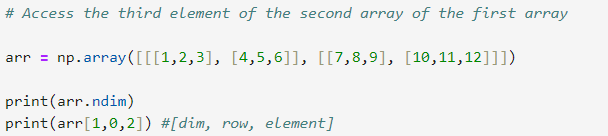 # Access the third element of the second array of the first array
arr = np.array([[[1,2,3], [4,5,6]], [[7,8,9], [10,11,12]]])
print(arr.ndim)
print(arr[1,0,2]) #[dim, row, element]